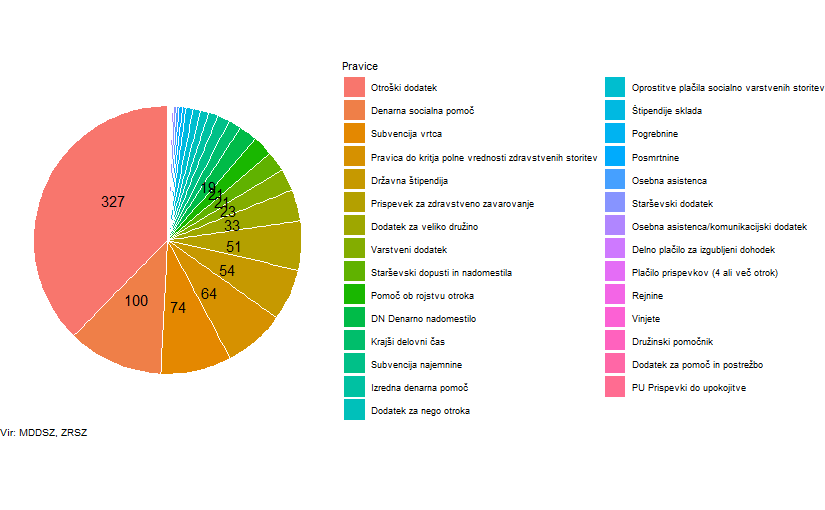 Pravice
Otroški dodatek
Denarna socialna pomoč
Subvencija vrtca
Pravica do kritja polne vrednosti zdravstvenih storitev
Državna štipendija
Prispevek za zdravstveno zavarovanje
Dodatek za veliko družino
Varstveni dodatek
Starševski dopusti in nadomestila
Pomoč ob rojstvu otroka
DN Denarno nadomestilo
Krajši delovni čas
Subvencija najemnine
Izredna denarna pomoč
Dodatek za nego otroka
Oprostitve plačila socialno varstvenih storitev
Štipendije sklada
Pogrebnine
Posmrtnine
Osebna asistenca
Starševski dodatek
Osebna asistenca/komunikacijski dodatek
Delno plačilo za izgubljeni dohodek
Plačilo prispevkov (4 ali več otrok)
Rejnine
Vinjete
Družinski pomočnik
Dodatek za pomoč in postrežbo
PU Prispevki do upokojitve
19
21
21
23
33
51
54
64
74
100
327
Vir: MDDSZ, ZRSZ